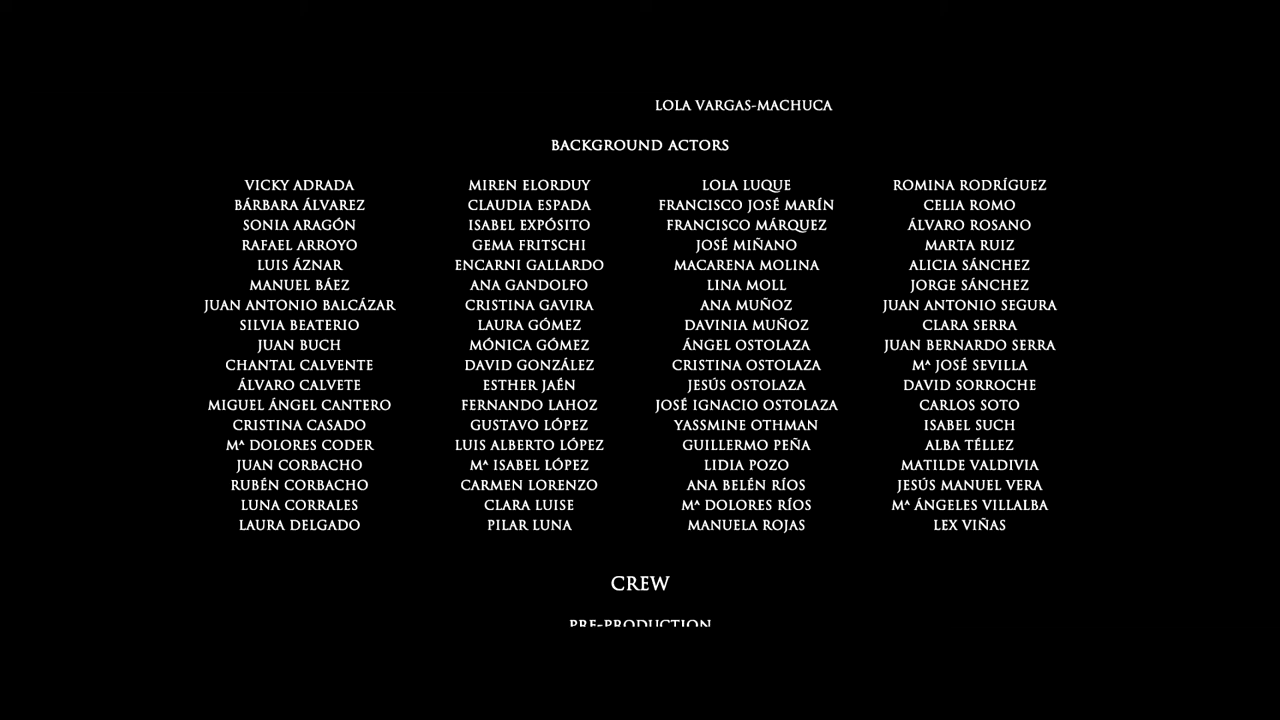 LOLA VARGAS-MACHUCA
BACKGROUND ACTORS
VICKY ADRADA
BÁRBARA ÁLVAREZ
SONIA ARAGÓN
RAFAEL ARROYO
LUIS ÁZNAR
MANUEL BÁEZ
JUAN ANTONIO BALCÁZAR
SILVIA BEATERIO
JUAN BUCH
CHANTAL CALVENTE
ÁLVARO CALVETE
MIGUEL ÁNGEL CANTERO
CRISTINA CASADO
Mª DOLORES CODER
JUAN CORBACHO
RUBÉN CORBACHO
LUNA CORRALES
LAURA DELGADO
MIREN ELORDUY
CLAUDIA ESPADA
ISABEL EXPÓSITO
GEMA FRITSCHI
ENCARNI GALLARDO
ANA GANDOLFO
CRISTINA GAVIRA
LAURA GÓMEZ
MÓNICA GÓMEZ
DAVID GONZÁLEZ
ESTHER JAÉN
FERNANDO LAHOZ
GUSTAVO LÓPEZ
LUIS ALBERTO LÓPEZ
Mª ISABEL LÓPEZ
CARMEN LORENZO
CLARA LUISE
PILAR LUNA
LOLA LUQUE
FRANCISCO JOSÉ MARÍN
FRANCISCO MÁRQUEZ
JOSÉ MIÑANO
MACARENA MOLINA
LINA MOLL
ANA MUÑOZ
DAVINIA MUÑOZ
ÁNGEL OSTOLAZA
CRISTINA OSTOLAZA
JESÚS OSTOLAZA
JOSÉ IGNACIO OSTOLAZA
YASSMINE OTHMAN
GUILLERMO PEÑA
LIDIA POZO
ANA BELÉN RÍOS
Mª DOLORES RÍOS
MANUELA ROJAS
ROMINA RODRÍGUEZ
CELIA ROMO
ÁLVARO ROSANO
MARTA RUIZ
ALICIA SÁNCHEZ
JORGE SÁNCHEZ
JUAN ANTONIO SEGURA
CLARA SERRA
JUAN BERNARDO SERRA
Mª JOSÉ SEVILLA
DAVID SORROCHE
CARLOS SOTO
ISABEL SUCH
ALBA TÉLLEZ
MATILDE VALDIVIA
JESÚS MANUEL VERA
Mª ÁNGELES VILLALBA
LEX VIÑAS
CREW
PRE-PRODUCTION